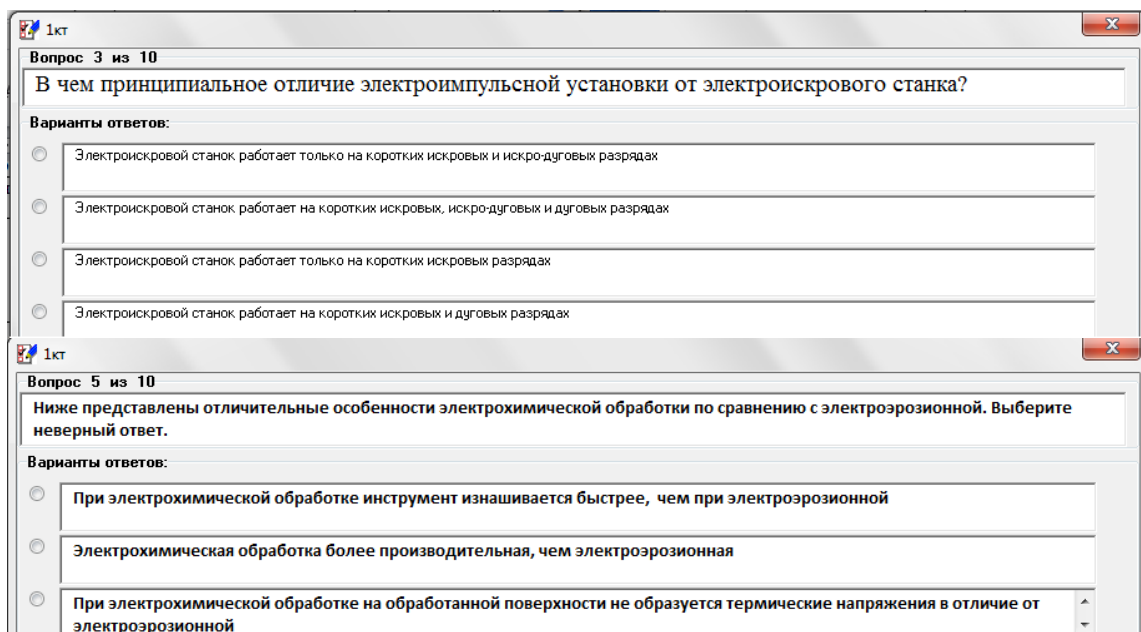 1кт
x
Вопрос 3 из 10
В чем принципиальное отличие электроимпульсной установки от электроискрового станка?
Варианты ответов:
Электроискровой станок работает только на коротких искровых и искро-дуговых разрядах
Электроискровой станок работает на коротких искровых, искро-дуговых и дуговых разрядах
Электроискровой станок работает только на коротких искровых разрядах
Электроискровой станок работает на коротких искровых и дуговых разрядах
1кт
x
Вопрос 5 из 10
Ниже представлены отличительные особенности электрохимической обработки по сравнению с электроэрозионной. Выберите
неверный ответ.
Варианты ответов:
При электрохимической обработке инструмент изнашивается быстрее, чем при электроэрозионной
Электрохимическая обработка более производительная, чем электроэрозионная
При электрохимической обработке на обработанной поверхности не образуется термические напряжения в отличие от
электроэрозионной